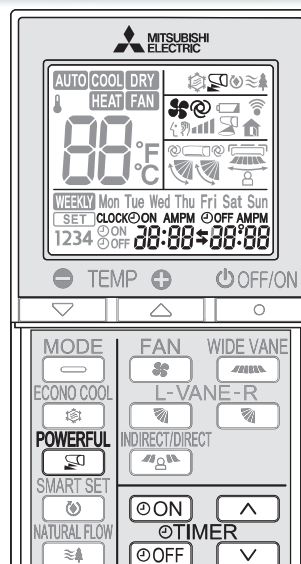 MITSUBISHI
ELECTRIC
AUTO COOL DRY
HEAT FAN
88 °F
°C
WEEKLY Mon Tue Wed Thu Fri Sat Sun
SET CLOCK ON AMPM OFF AMPM
1234 ON OFF 88:88 88:88
TEMP OFF/ON
MODE FAN WIDE VANE
ECONO COOL L-VANE-R
POWERFUL INDIRECT/DIRECT
SMART SET
ON
NATURAL FLOW TIMER
OFF